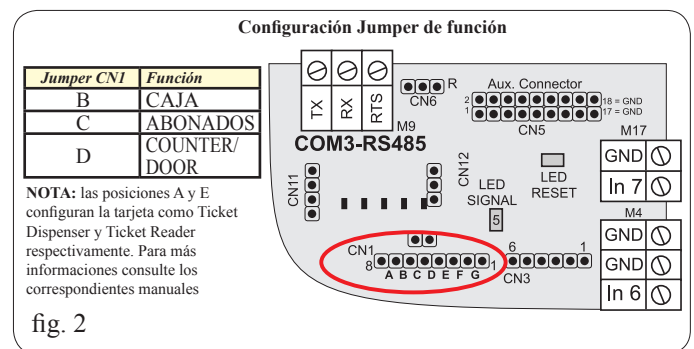 Configuración Jumper de función
Jumper CN1 Función
B CAJA
C ABONADOS
D COUNTER/
DOOR
NOTA: las posiciones A y E
configuran la tarjeta como Ticket
Dispenser y Ticket Reader
respectivamente. Para más
informaciones consulte los
correspondientes manuales
fig. 2
TX
RX
RTS
M9
COM3-RS485
R
CN6
Aux. Connector
2
1
18 = GND
17 = GND
CN5
M17
GND
In 7
CN11
CN12
LED
SIGNAL
5
LED
RESET
M4
GND
GND
In 6
CN1
8
1
A B C D E F G
6
1
CN3